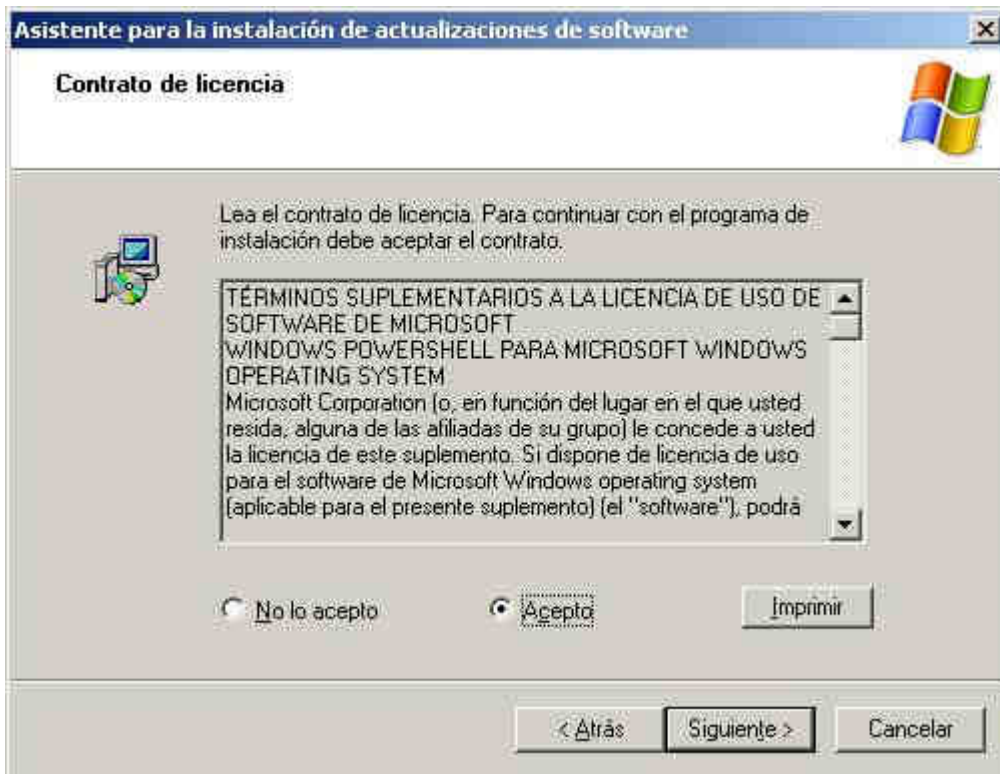 Asistente para la instalación de actualizaciones de software
Contrato de licencia
Lea el contrato de licencia. Para continuar con el programa de
instalación debe aceptar el contrato.
TÉRMINOS SUPLEMENTARIOS A LA LICENCIA DE USO DE
SOFTWARE DE MICROSOFT
WINDOWS POWERSHELL PARA MICROSOFT WINDOWS
OPERATING SYSTEM
Microsoft Corporation (o, en función del lugar en el que usted
resida, alguna de las afiliadas de su grupo) le concede a usted
la licencia de este suplemento. Si dispone de licencia de uso
para el software de Microsoft Windows operating system
(aplicable para el presente suplemento) (el "software"), podrá
No lo acepto Acepto Imprimir
< Atrás Siguiente > Cancelar